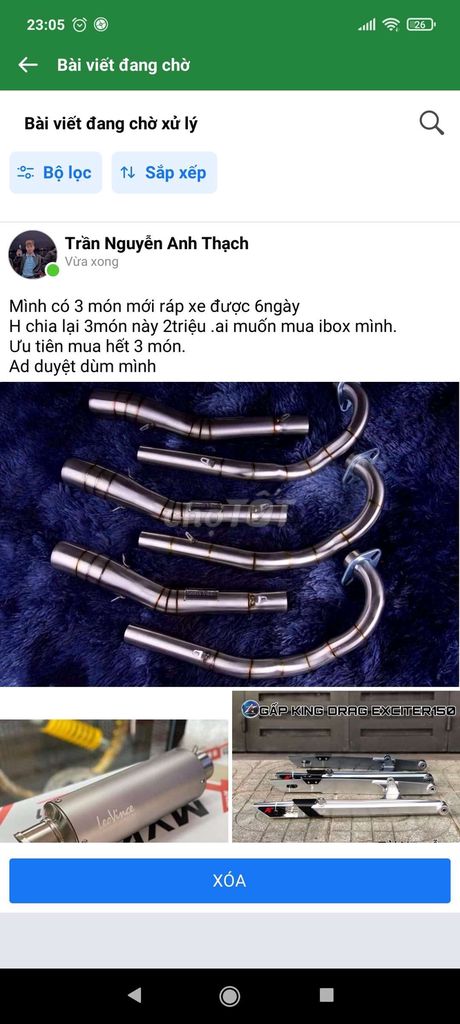 23:05
26
Bài viết đang chờ
Bài viết đang chờ xử lý
Bộ lọc
Sắp xếp
Trần Nguyễn Anh Thạch
Vừa xong
Mình có 3 món mới ráp xe được 6ngày
H chia lại 3món này 2triệu .ai muốn mua ibox mình.
Ưu tiên mua hết 3 món.
Ad duyệt dùm mình
chợTỐT
GẮP KING DRAG EXCITER150
LeoVince
XÓA